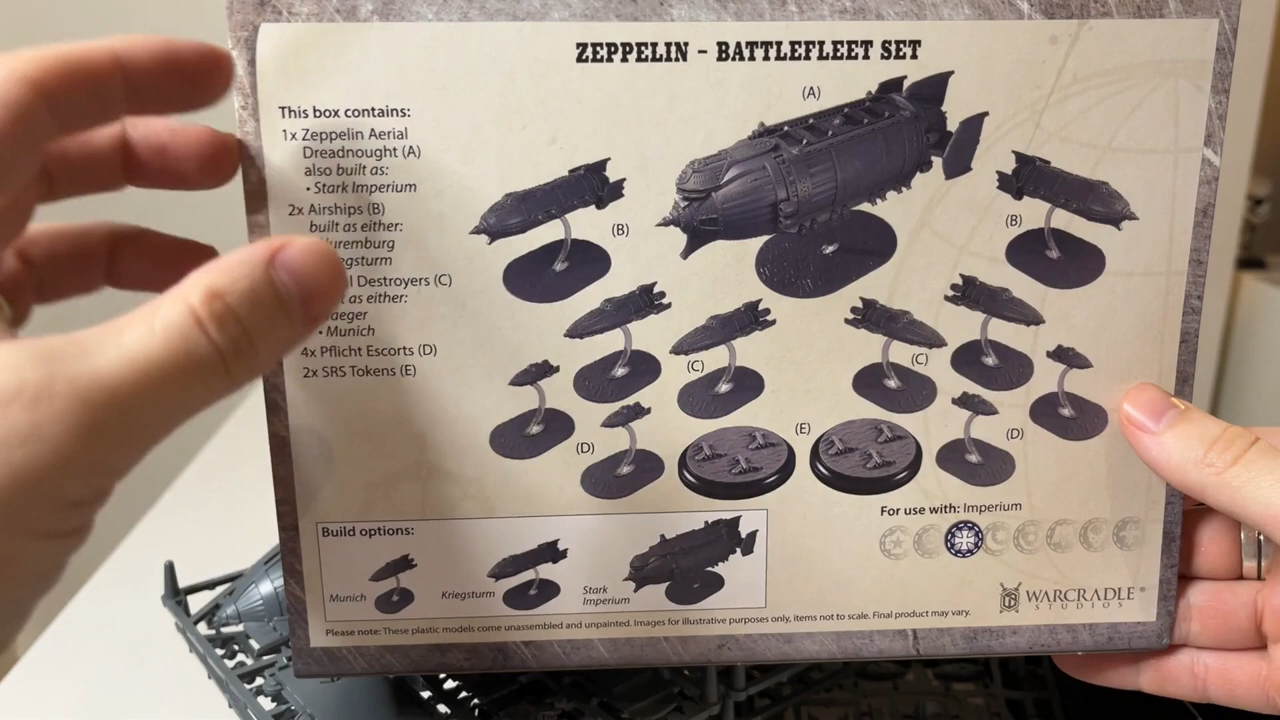 ZEPPELIN – BATTLEFLEET SET
This box contains:
1x Zeppelin Aerial
Dreadnought (A)
also built as:
• Stark Imperium
2x Airships (B)
built as either:
Destroyers (C)
as either:
• Munich
4x Pflicht Escorts (D)
2x SRS Tokens (E)
(A)
(B)
(B)
(C)
(C)
(D)
(E)
(D)
For use with: Imperium
Build options:
Munich
Kriegsturm
Stark
Imperium
WARCRADLE®
STUDIOS
Please note: These plastic models come unassembled and unpainted. Images for illustrative purposes only, items not to scale. Final product may vary.